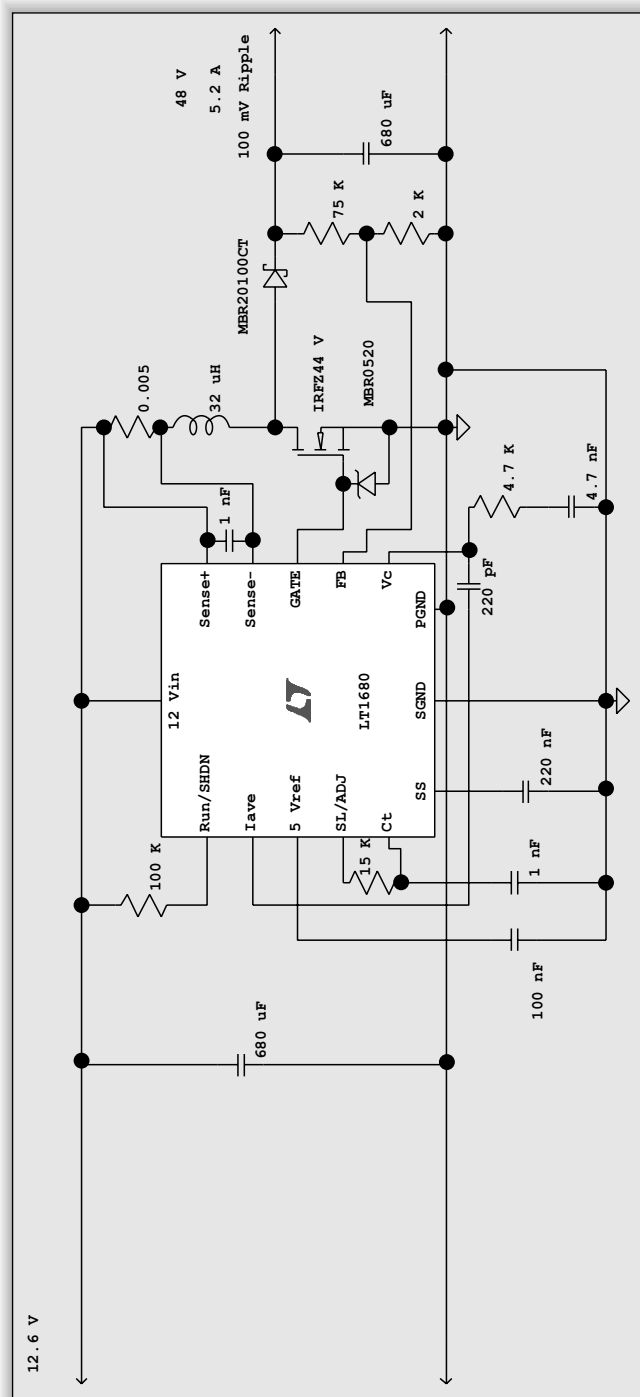 12.6 V
48 V
5.2 A
100 mV Ripple
680 uF
75 K
2 K
MBR20100CT
0.005
32 uH
IRFZ44 V
MBR0520
1 nF
4.7 K
4.7 nF
220 pF
Sense+
Sense-
GATE
FB
Vc
PGND
12 Vin
LT1680
SGND
Run/SHDN
Iave
5 Vref
SL/ADJ
Ct
SS
100 K
15 K
220 nF
1 nF
100 nF
680 uF